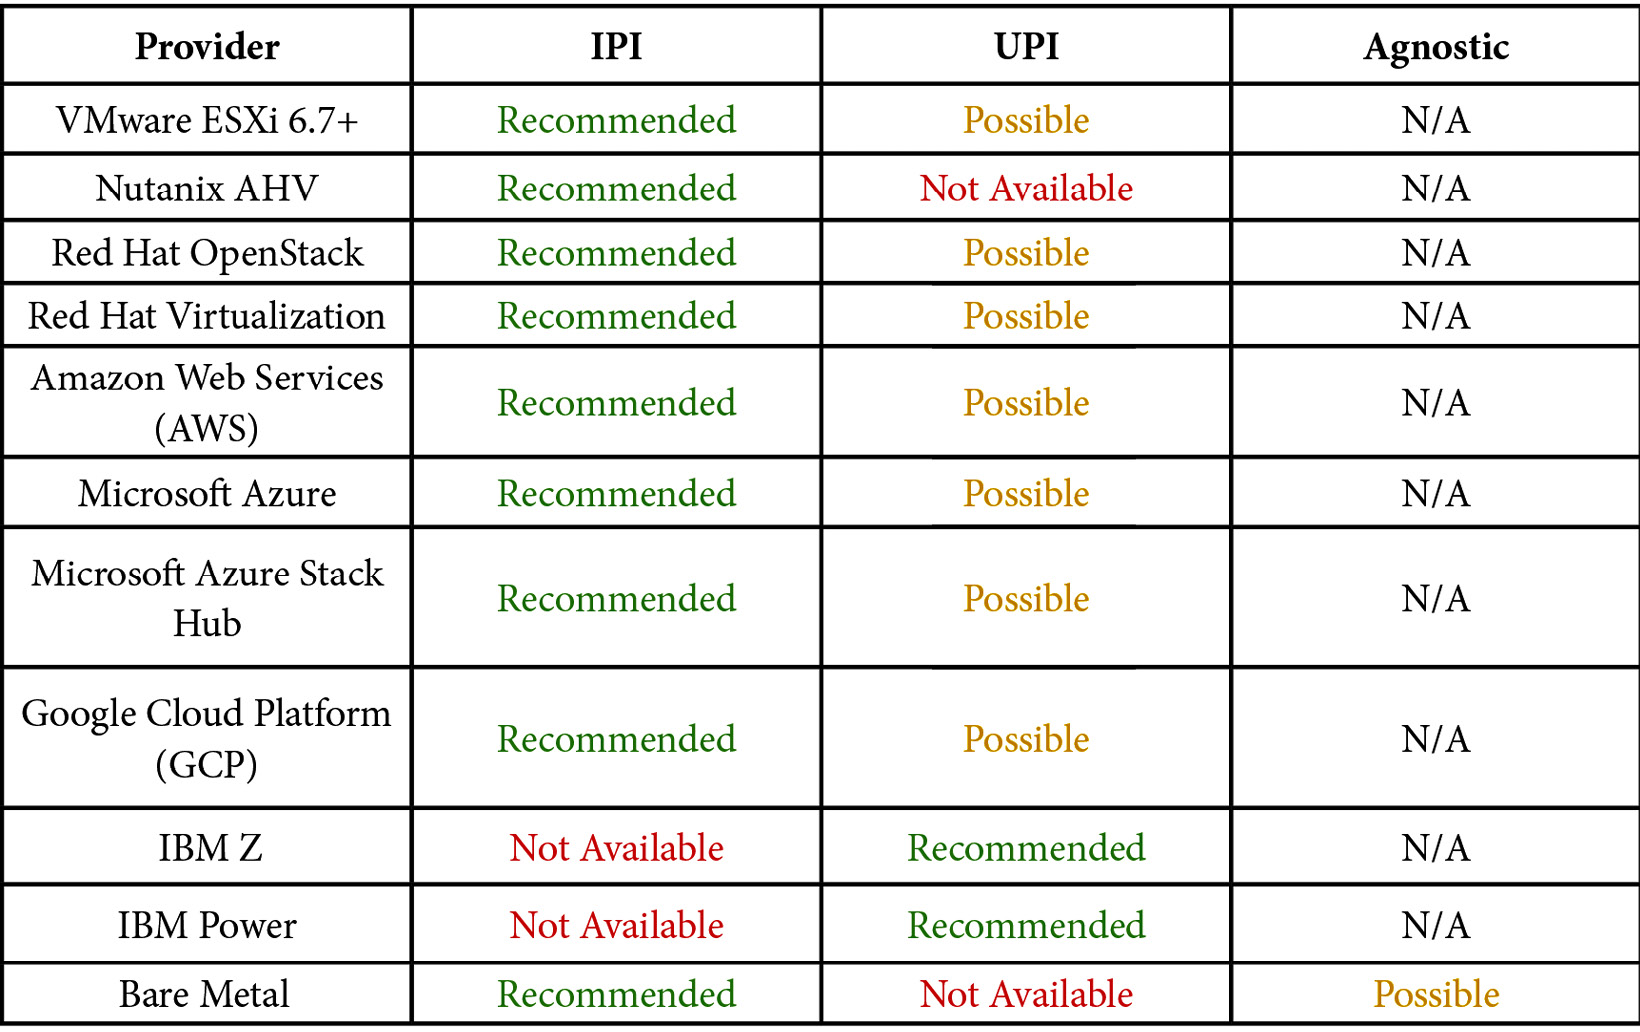 Provider IPI UPI Agnostic
VMware ESXi 6.7+ Recommended Possible N/A
Nutanix AHV Recommended Not Available N/A
Red Hat OpenStack Recommended Possible N/A
Red Hat Virtualization Recommended Possible N/A
Amazon Web Services
(AWS) Recommended Possible N/A
Microsoft Azure Recommended Possible N/A
Microsoft Azure Stack
Hub Recommended Possible N/A
Google Cloud Platform
(GCP) Recommended Possible N/A
IBM Z Not Available Recommended N/A
IBM Power Not Available Recommended N/A
Bare Metal Recommended Not Available Possible